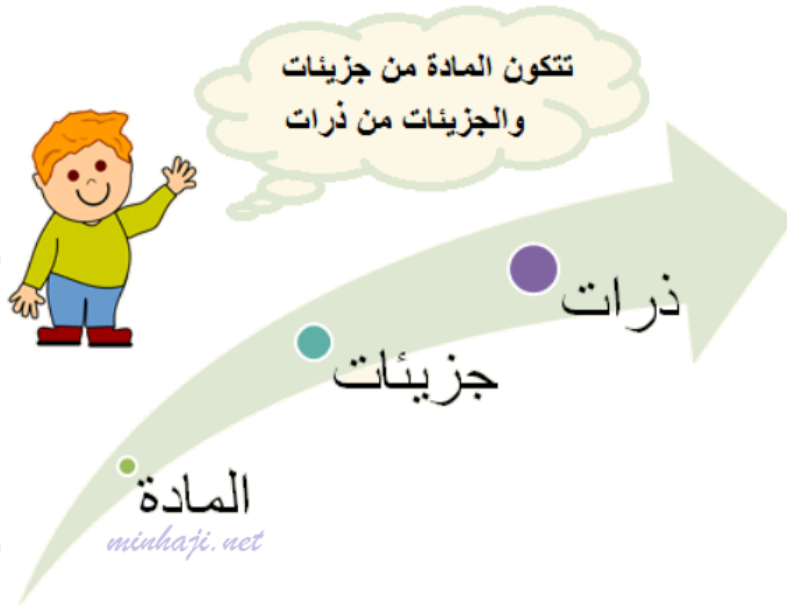 تتكون المادة من جزيئات
والجزيئات من ذرات
ذرات
جزيئات
المادة
minhaji.net